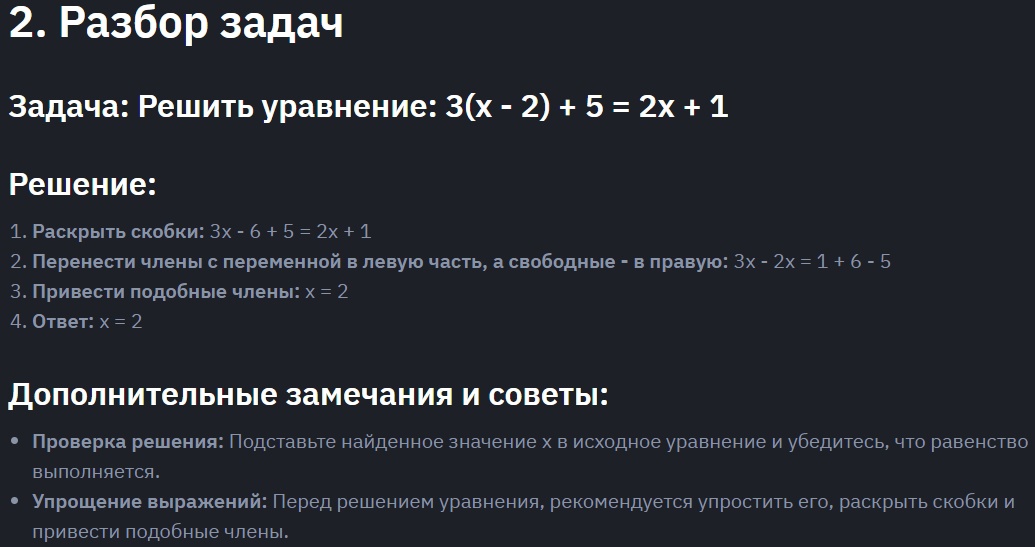 2. Разбор задач
Задача: Решить уравнение: 3(x - 2) + 5 = 2x + 1
Решение:
1. Раскрыть скобки: 3x - 6 + 5 = 2x + 1
2. Перенести члены с переменной в левую часть, а свободные - в правую: 3x - 2x = 1 + 6 - 5
3. Привести подобные члены: x = 2
4. Ответ: x = 2
Дополнительные замечания и советы:
• Проверка решения: Подставьте найденное значение x в исходное уравнение и убедитесь, что равенство
выполняется.
• Упрощение выражений: Перед решением уравнения, рекомендуется упростить его, раскрыть скобки и
привести подобные члены.